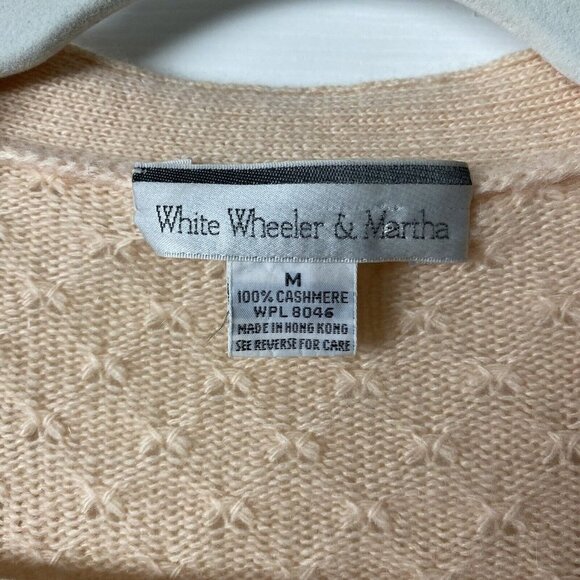 White Wheeler & Martha
M
100% CASHMERE
WPL 8046
MADE IN HONG KONG
SEE REVERSE FOR CARE